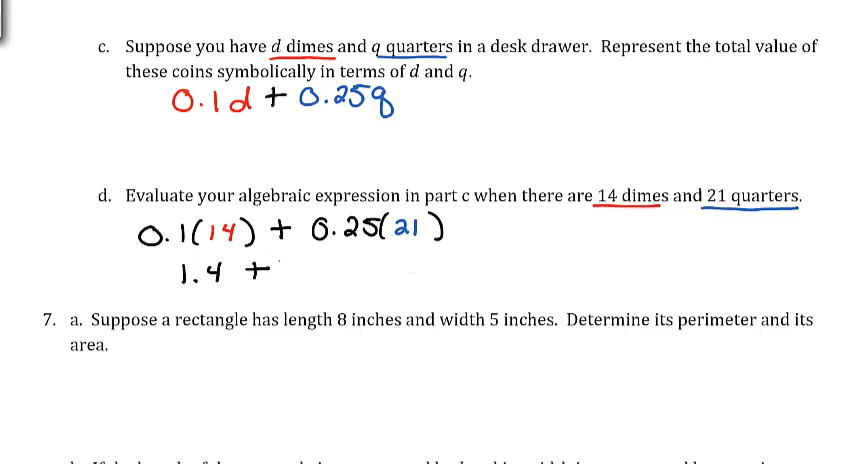 c. Suppose you have d dimes and q quarters in a desk drawer. Represent the total value of
these coins symbolically in terms of d and q.
0.1d + 0.25q
d. Evaluate your algebraic expression in part c when there are 14 dimes and 21 quarters.
0.1(14) + 0.25(21)
1.4 +
7. a. Suppose a rectangle has length 8 inches and width 5 inches. Determine its perimeter and its
area.